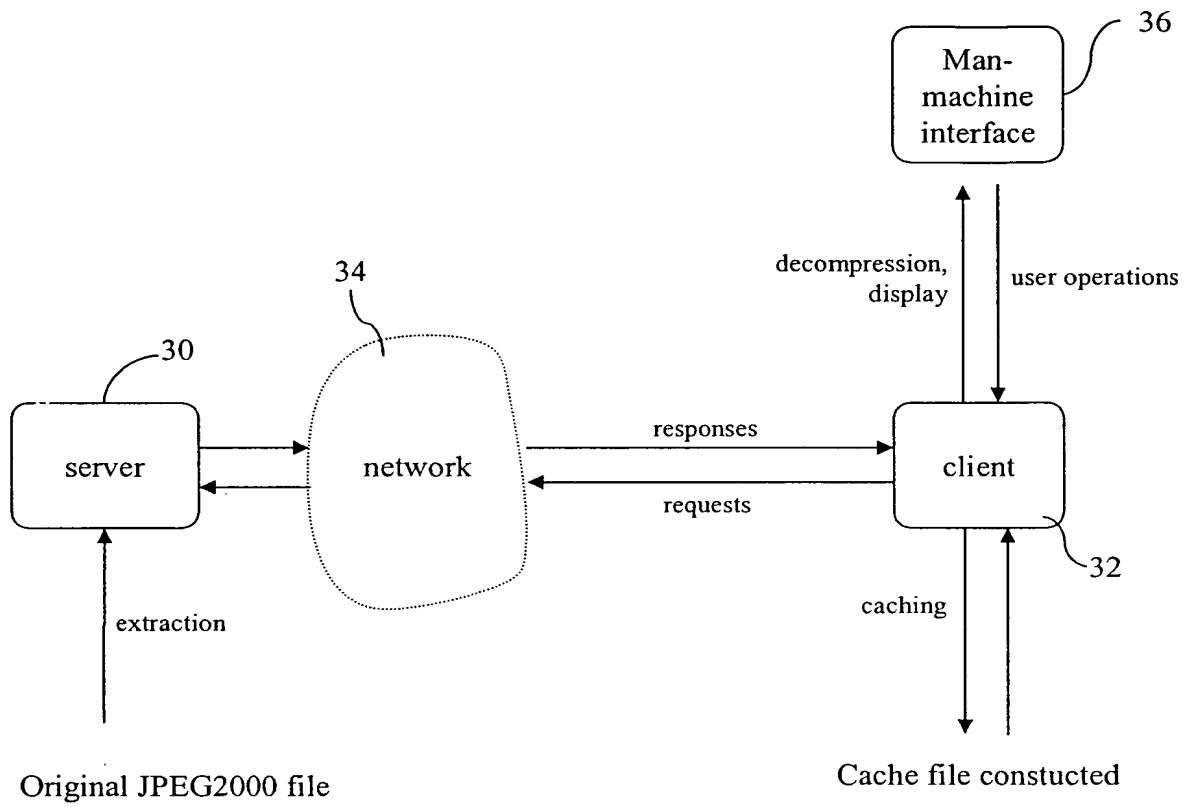 36
Man-
machine
interface
decompression,
display
user operations
34
30
server
network
responses
requests
client
32
extraction
caching
Original JPEG2000 file
Cache file constucted